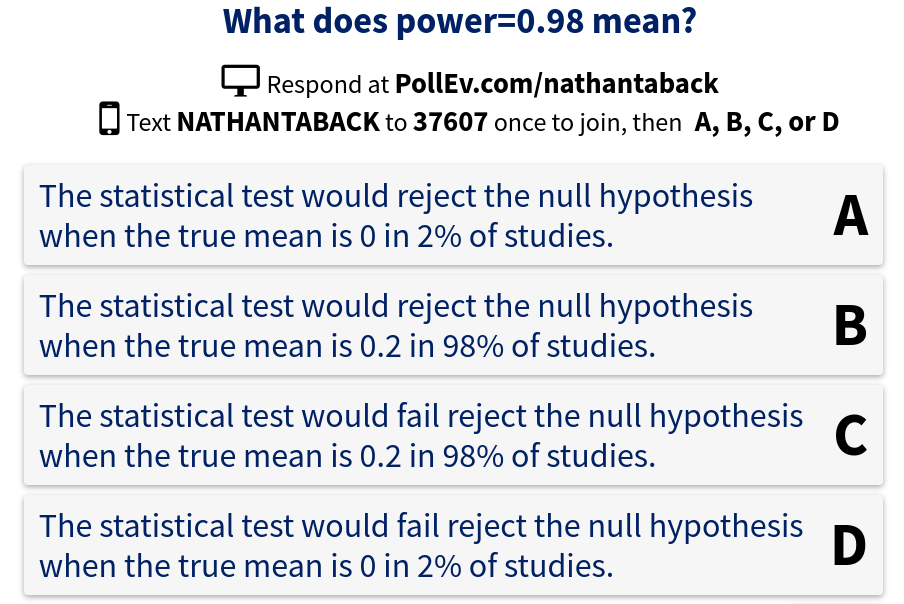 What does power=0.98 mean?
Respond at PollEv.com/nathantaback
Text NATHANTABACK to 37607 once to join, then A, B, C, or D
The statistical test would reject the null hypothesis
when the true mean is 0 in 2% of studies.
A
The statistical test would reject the null hypothesis
when the true mean is 0.2 in 98% of studies.
B
The statistical test would fail reject the null hypothesis
when the true mean is 0.2 in 98% of studies.
C
The statistical test would fail reject the null hypothesis
when the true mean is 0 in 2% of studies.
D